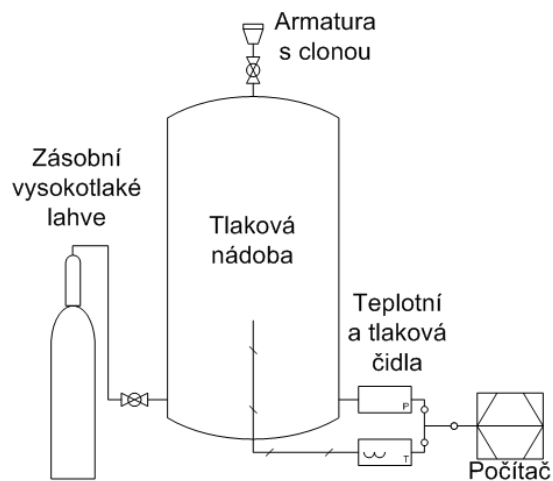 Armatura
s clonou
Zásobní
vysokotlaké
lahve
Tlaková
nádoba
Teplotní
a tlaková
čidla
P
T
Počítač